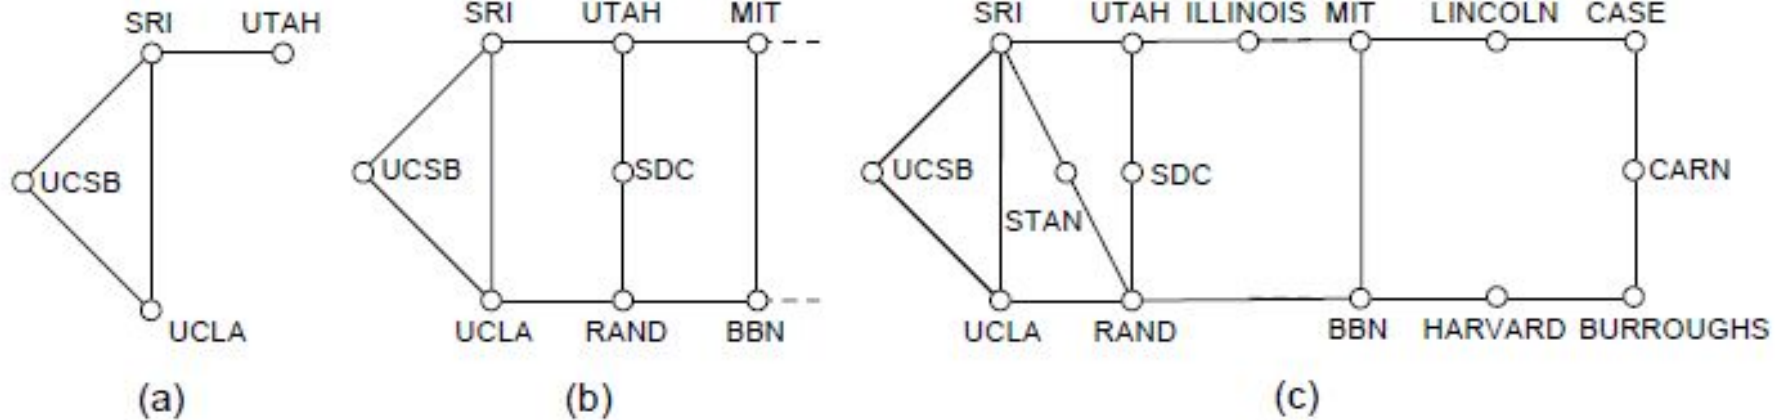 SRI UTAH
UCSB
UCLA
(a)
SRI UTAH MIT
UCSB SDC
UCLA RAND BBN
(b)
SRI UTAH ILLINOIS MIT LINCOLN CASE
UCSB SDC CARN
STAN
UCLA RAND BBN HARVARD BURROUGHS
(c)